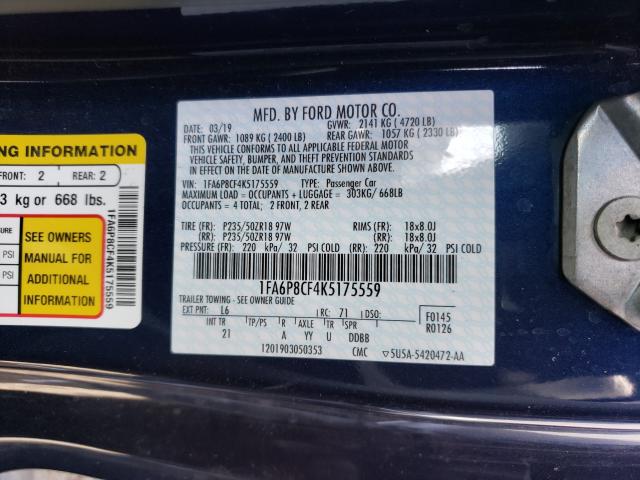 MFD. BY FORD MOTOR CO.
DATE: 03/19 GVWR: 2141 KG ( 4720 LB)
FRONT GAWR: 1089 KG ( 2400 LB) REAR GAWR: 1057 KG ( 2330 LB)
THIS VEHICLE CONFORMS TO ALL APPLICABLE FEDERAL MOTOR
VEHICLE SAFETY, BUMPER, AND THEFT PREVENTION STANDARDS
IN EFFECT ON THE DATE OF MANUFACTURE SHOWN ABOVE.
VIN: 1FA6P8CF4K5175559 TYPE: Passenger Car
MAXIMUM LOAD = OCCUPANTS + LUGGAGE = 303KG/ 668LB
OCCUPANTS = 4 TOTAL; 2 FRONT, 2 REAR
TIRE (FR): P235/50ZR18 97W RIMS (FR): 18x8.0J
(RR): P235/50ZR18 97W (RR): 18x8.0J
PRESSURE (FR): 220 kPa/ 32 PSI COLD (RR): 220 kPa/ 32 PSI COLD
1FA6P8CF4K5175559
TRAILER TOWING - SEE OWNER GUIDE
EXT PNT: L6 RC: 71 DSO: F0145
R0126
INT TR TP/PS R AXLE TR SPR
21 A YY U DDBB
1201903050353 CMC 5U5A-5420472-AA
NG INFORMATION
FRONT: 2 REAR: 2
3 kg or 668 lbs.
SEE OWNERS
MANUAL FOR
ADDITIONAL
INFORMATION
PSI
PSI
1FA6P8CF4K5175559